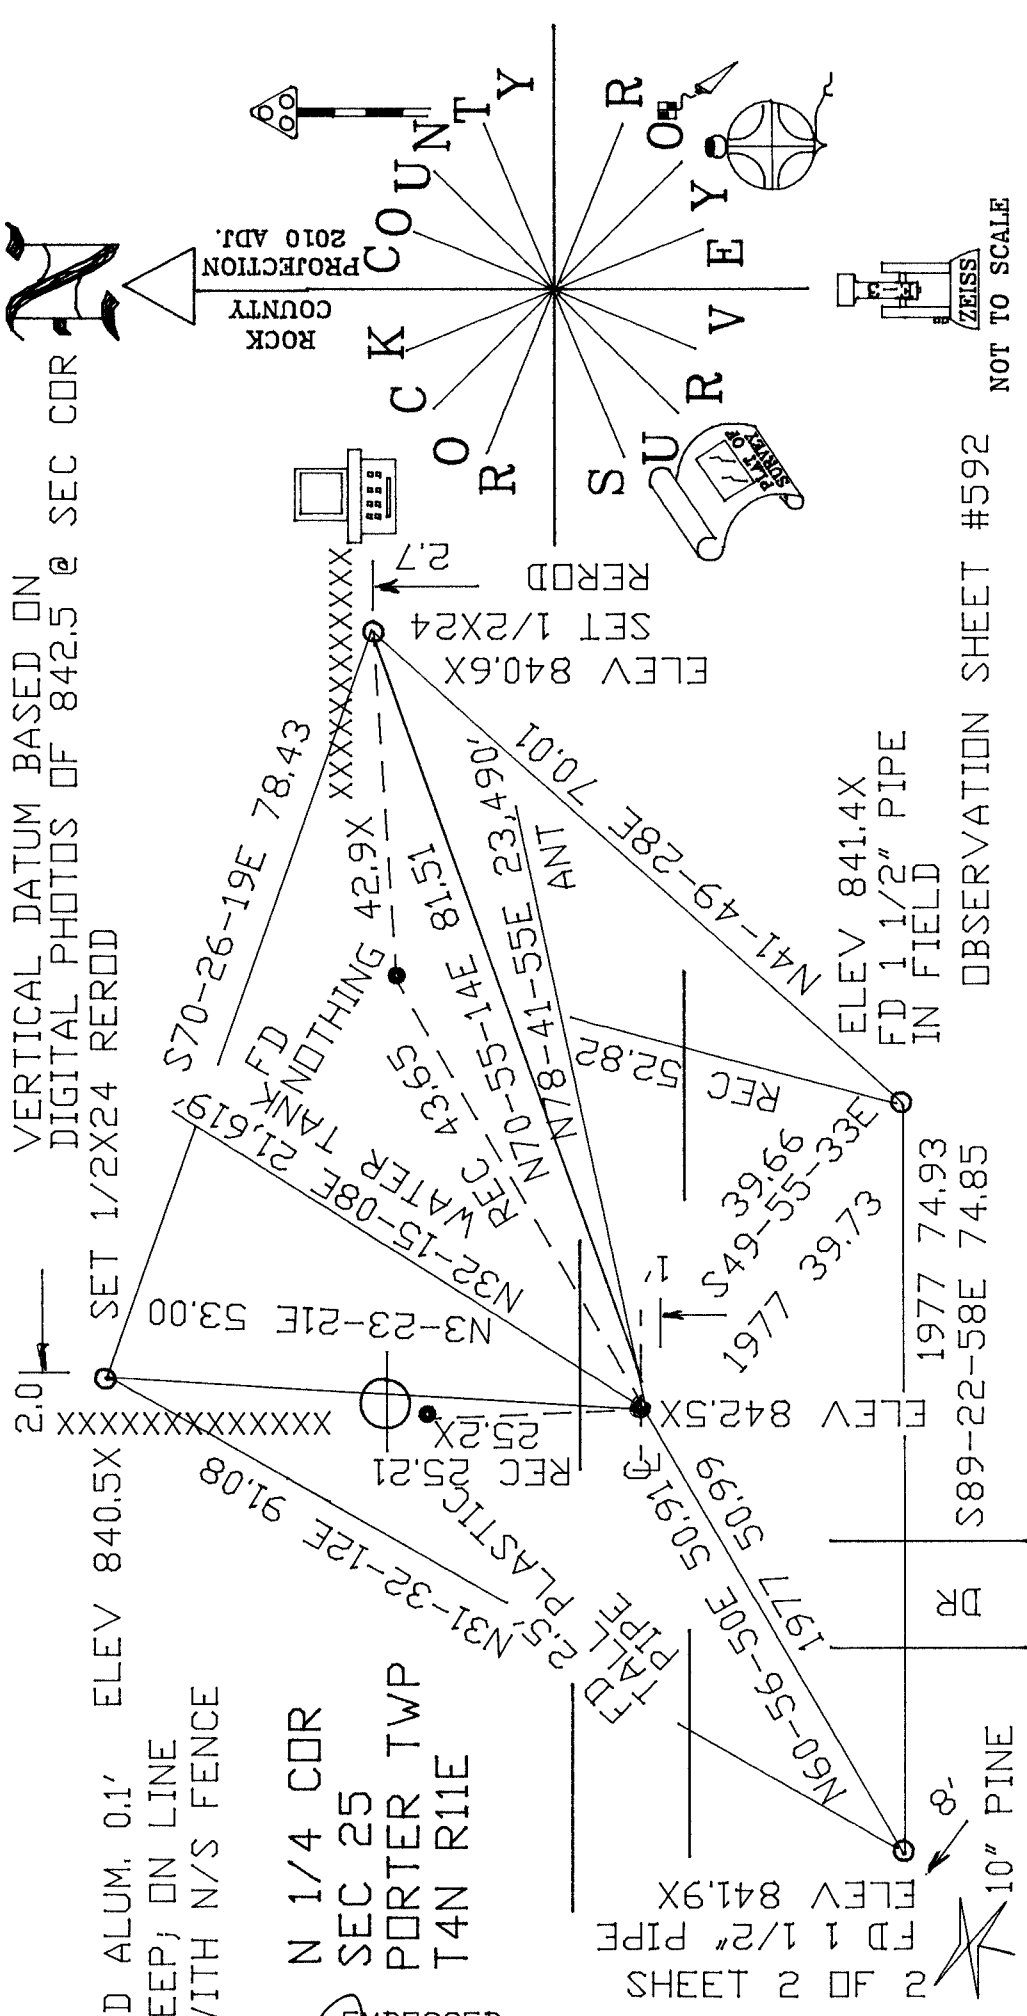 VERTICAL DATUM BASED ON
DIGITAL PHOTOS OF 842.5 @ SEC COR
SET 1/2X24 REROD
2.0
ELEV 840.5X
D ALUM. 0.1'
EEP; ON LINE
WITH N/S FENCE
N 1/4 COR
SEC 25
PORTER TWP
T4N R11E
XXXXXXXXXXXXX
S70-26-19E 78.43
XXXXXXXXXXXX
N31-32-12E 91.08
N3-23-21E 53.00
N32-15-08E 21,619'
WATER TANK
FD
NOTHING
42.9X
REC 43.65
N70-55-14E 81.51
N78-41-55E 23,490'
ANT
N41-49-28E 70.01
REC 52.82
REC 25.21
25.2X
FD 2.5'
TALL PLASTIC
PIPE
ELEV 842.5X
1'
S49-55-33E 39.66
1977 39.73
N60-56-50E 50.91
1977 50.99
1977 74.93
S89-22-58E 74.85
DR
ELEV 841.9X
FD 1 1/2" PIPE
SHEET 2 OF 2
8'
10" PINE
ELEV 841.4X
FD 1 1/2" PIPE
IN FIELD
OBSERVATION SHEET #592
ELEV 840.6X
SET 1/2X24
REROD
2.7
ROCK
COUNTY
PROJECTION
2010 ADJ.
ROCK COUNTY
SURVEYOR
PLAT OF
SURVEY
ZEISS
NOT TO SCALE